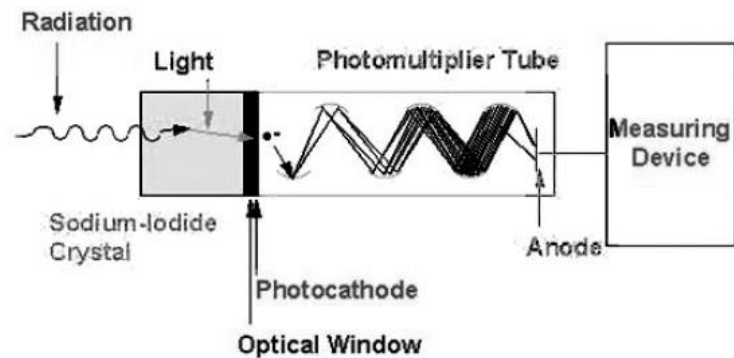 Radiation
Light
Photomultiplier Tube
e-
Measuring
Device
Sodium-Iodide
Crystal
Anode
Photocathode
Optical Window